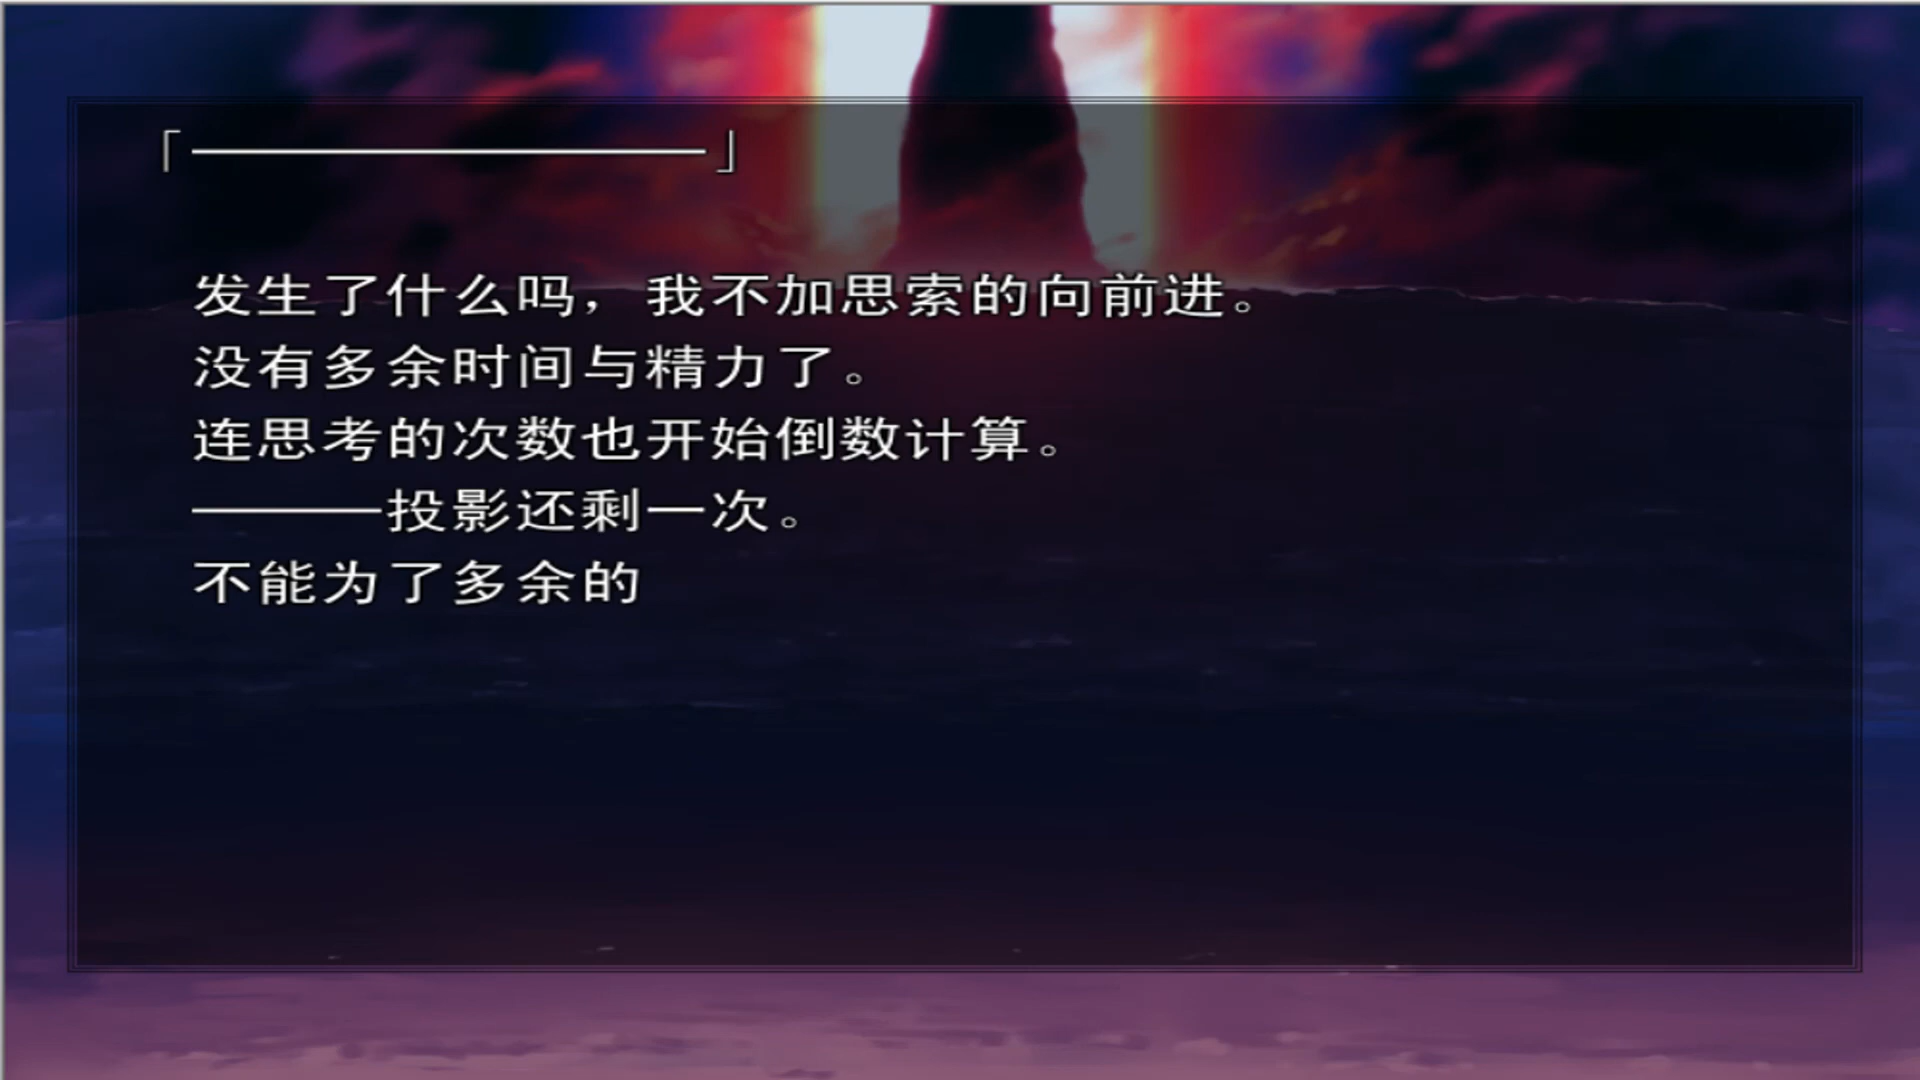 「————————」
发生了什么吗，我不加思索的向前进。
没有多余时间与精力了。
连思考的次数也开始倒数计算。
———投影还剩一次。
不能为了多余的